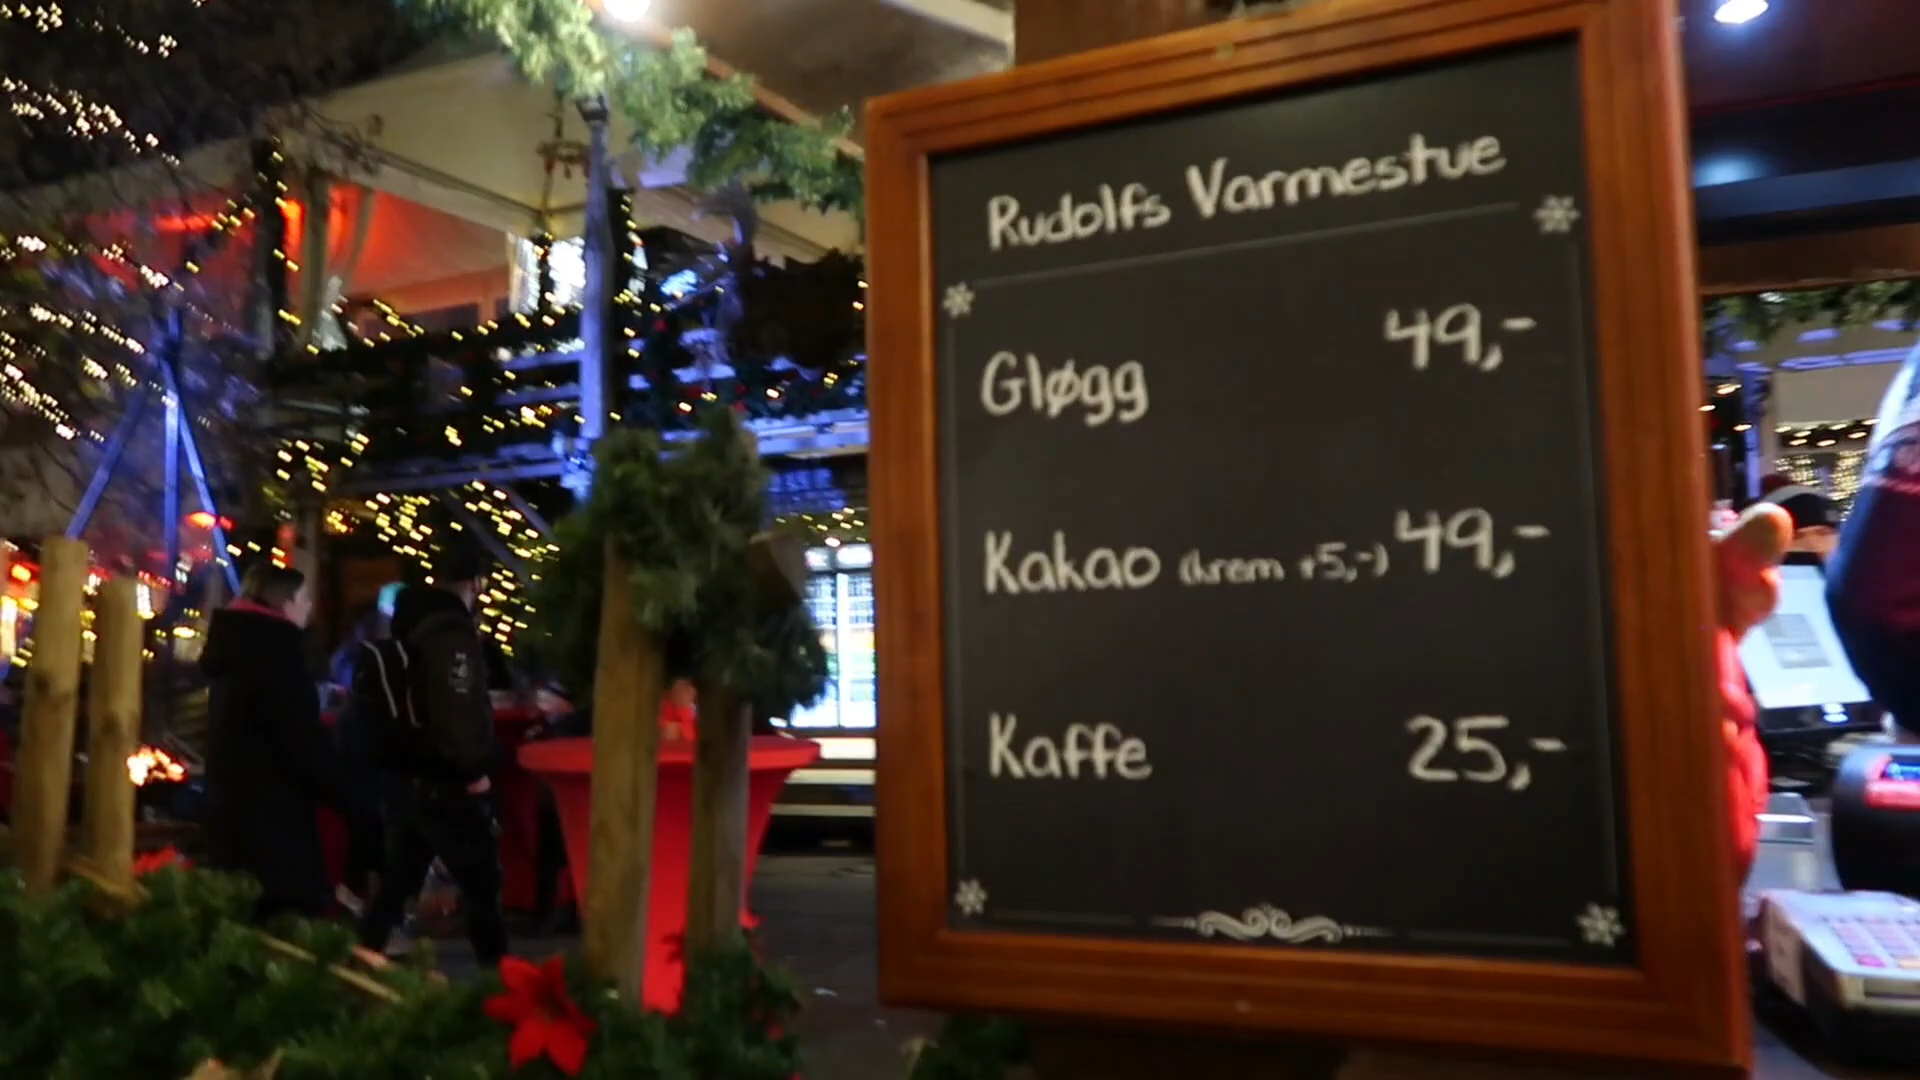 Rudolfs Varmestue
Gløgg 49,-
Kakao (krem +5,-) 49,-
Kaffe 25,-